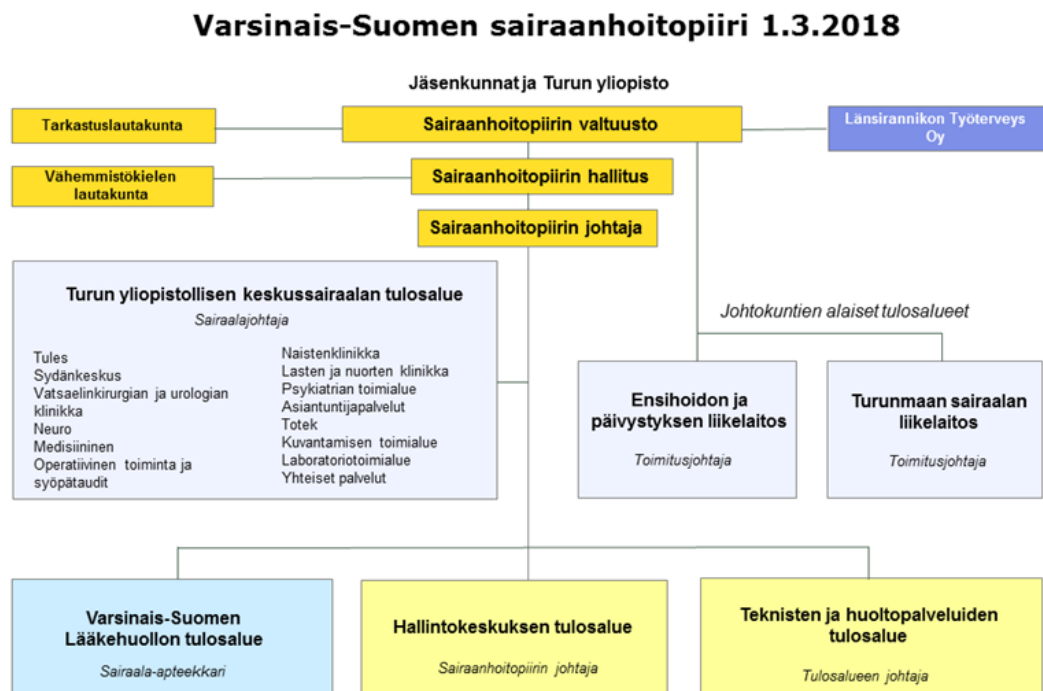 Varsinais-Suomen sairaanhoitopiiri 1.3.2018
Jäsenkunnat ja Turun yliopisto
Tarkastuslautakunta
Sairaanhoitopiirin valtuusto
Länsirannikon Työterveys
Oy
Vähemmistökielen
lautakunta
Sairaanhoitopiirin hallitus
Sairaanhoitopiirin johtaja
Turun yliopistollisen keskussairaalan tulosalue
Sairaalajohtaja
Tules
Sydänkeskus
Vatsaelinkirurgian ja urologian
klinikka
Neuro
Medisiininen
Operatiivinen toiminta ja
syöpätaudit
Naistenklinikka
Lasten ja nuorten klinikka
Psykiatrian toimialue
Asiantuntijapalvelut
Totek
Kuvantamisen toimialue
Laboratoriotoimialue
Yhteiset palvelut
Johtokuntien alaiset tulosalueet
Ensihoidon ja
päivystyksen liikelaitos
Toimitusjohtaja
Turunmaan sairaalan
liikelaitos
Toimitusjohtaja
Varsinais-Suomen
Lääkehuollon tulosalue
Sairaala-apteekkari
Hallintokeskuksen tulosalue
Sairaanhoitopiirin johtaja
Teknisten ja huoltopalveluiden
tulosalue
Tulosalueen johtaja